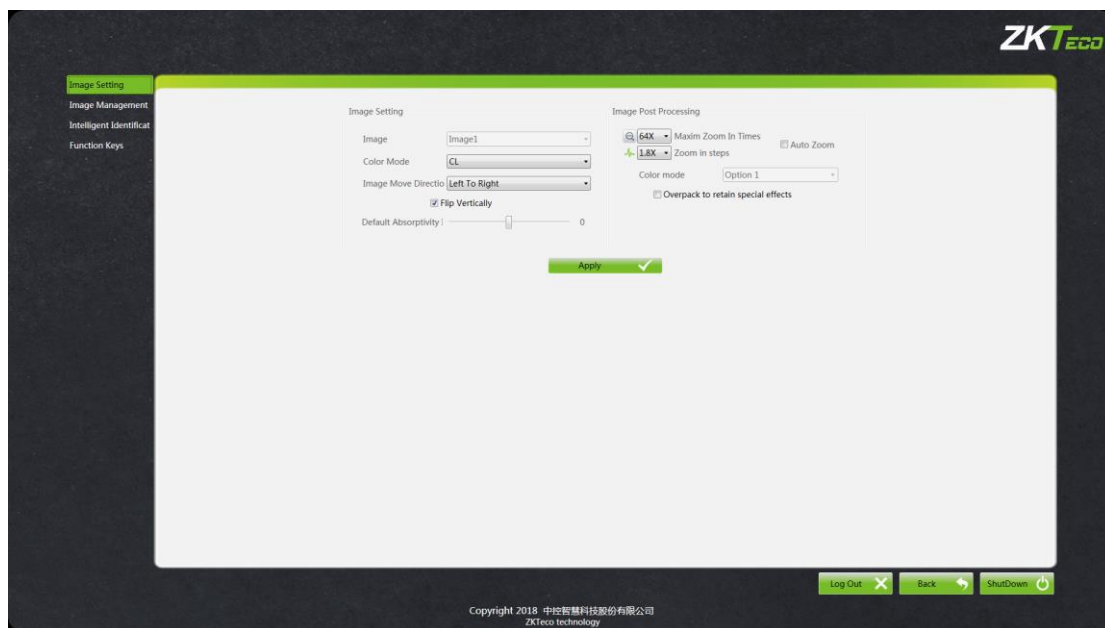 ZKTeco
Image Setting
Image Management
Intelligent Identificat
Function Keys
Image Setting
Image Image1
Color Mode CL
Image Move Directio Left To Right
Flip Vertically
Default Absorptivity 0
Image Post Processing
64X Maxim Zoom In Times
1.8X Zoom in steps
Auto Zoom
Color mode Option 1
Overpack to retain special effects
Apply
Log Out Back ShutDown
Copyright 2018 中控智慧科技股份有限公司
ZKTeco technology